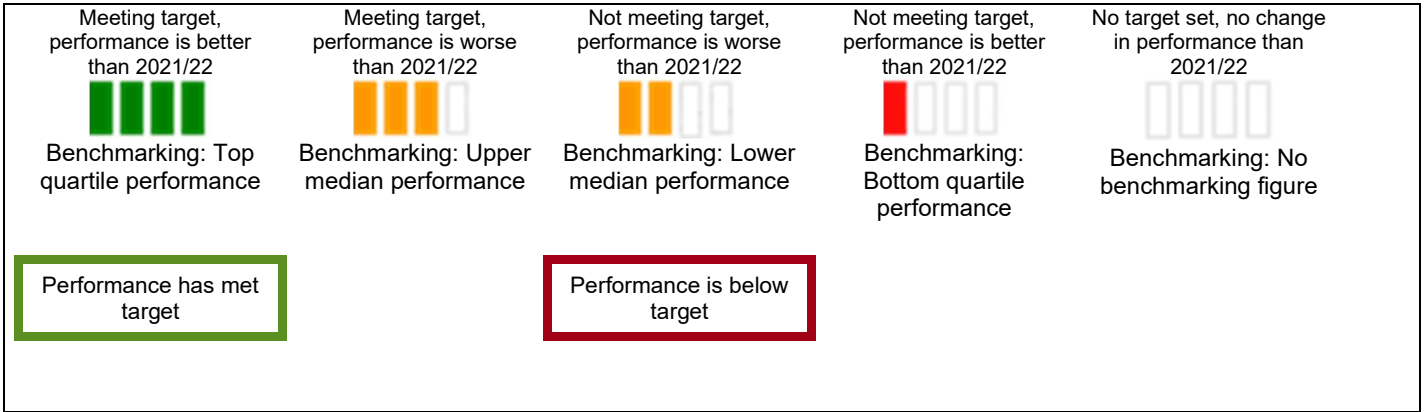 Meeting target,
performance is better
than 2021/22
Benchmarking: Top
quartile performance
Meeting target,
performance is worse
than 2021/22
Benchmarking: Upper
median performance
Not meeting target,
performance is worse
than 2021/22
Benchmarking: Lower
median performance
Not meeting target,
performance is better
than 2021/22
Benchmarking:
Bottom quartile
performance
No target set, no change
in performance than
2021/22
Benchmarking: No
benchmarking figure
Performance has met
target
Performance is below
target